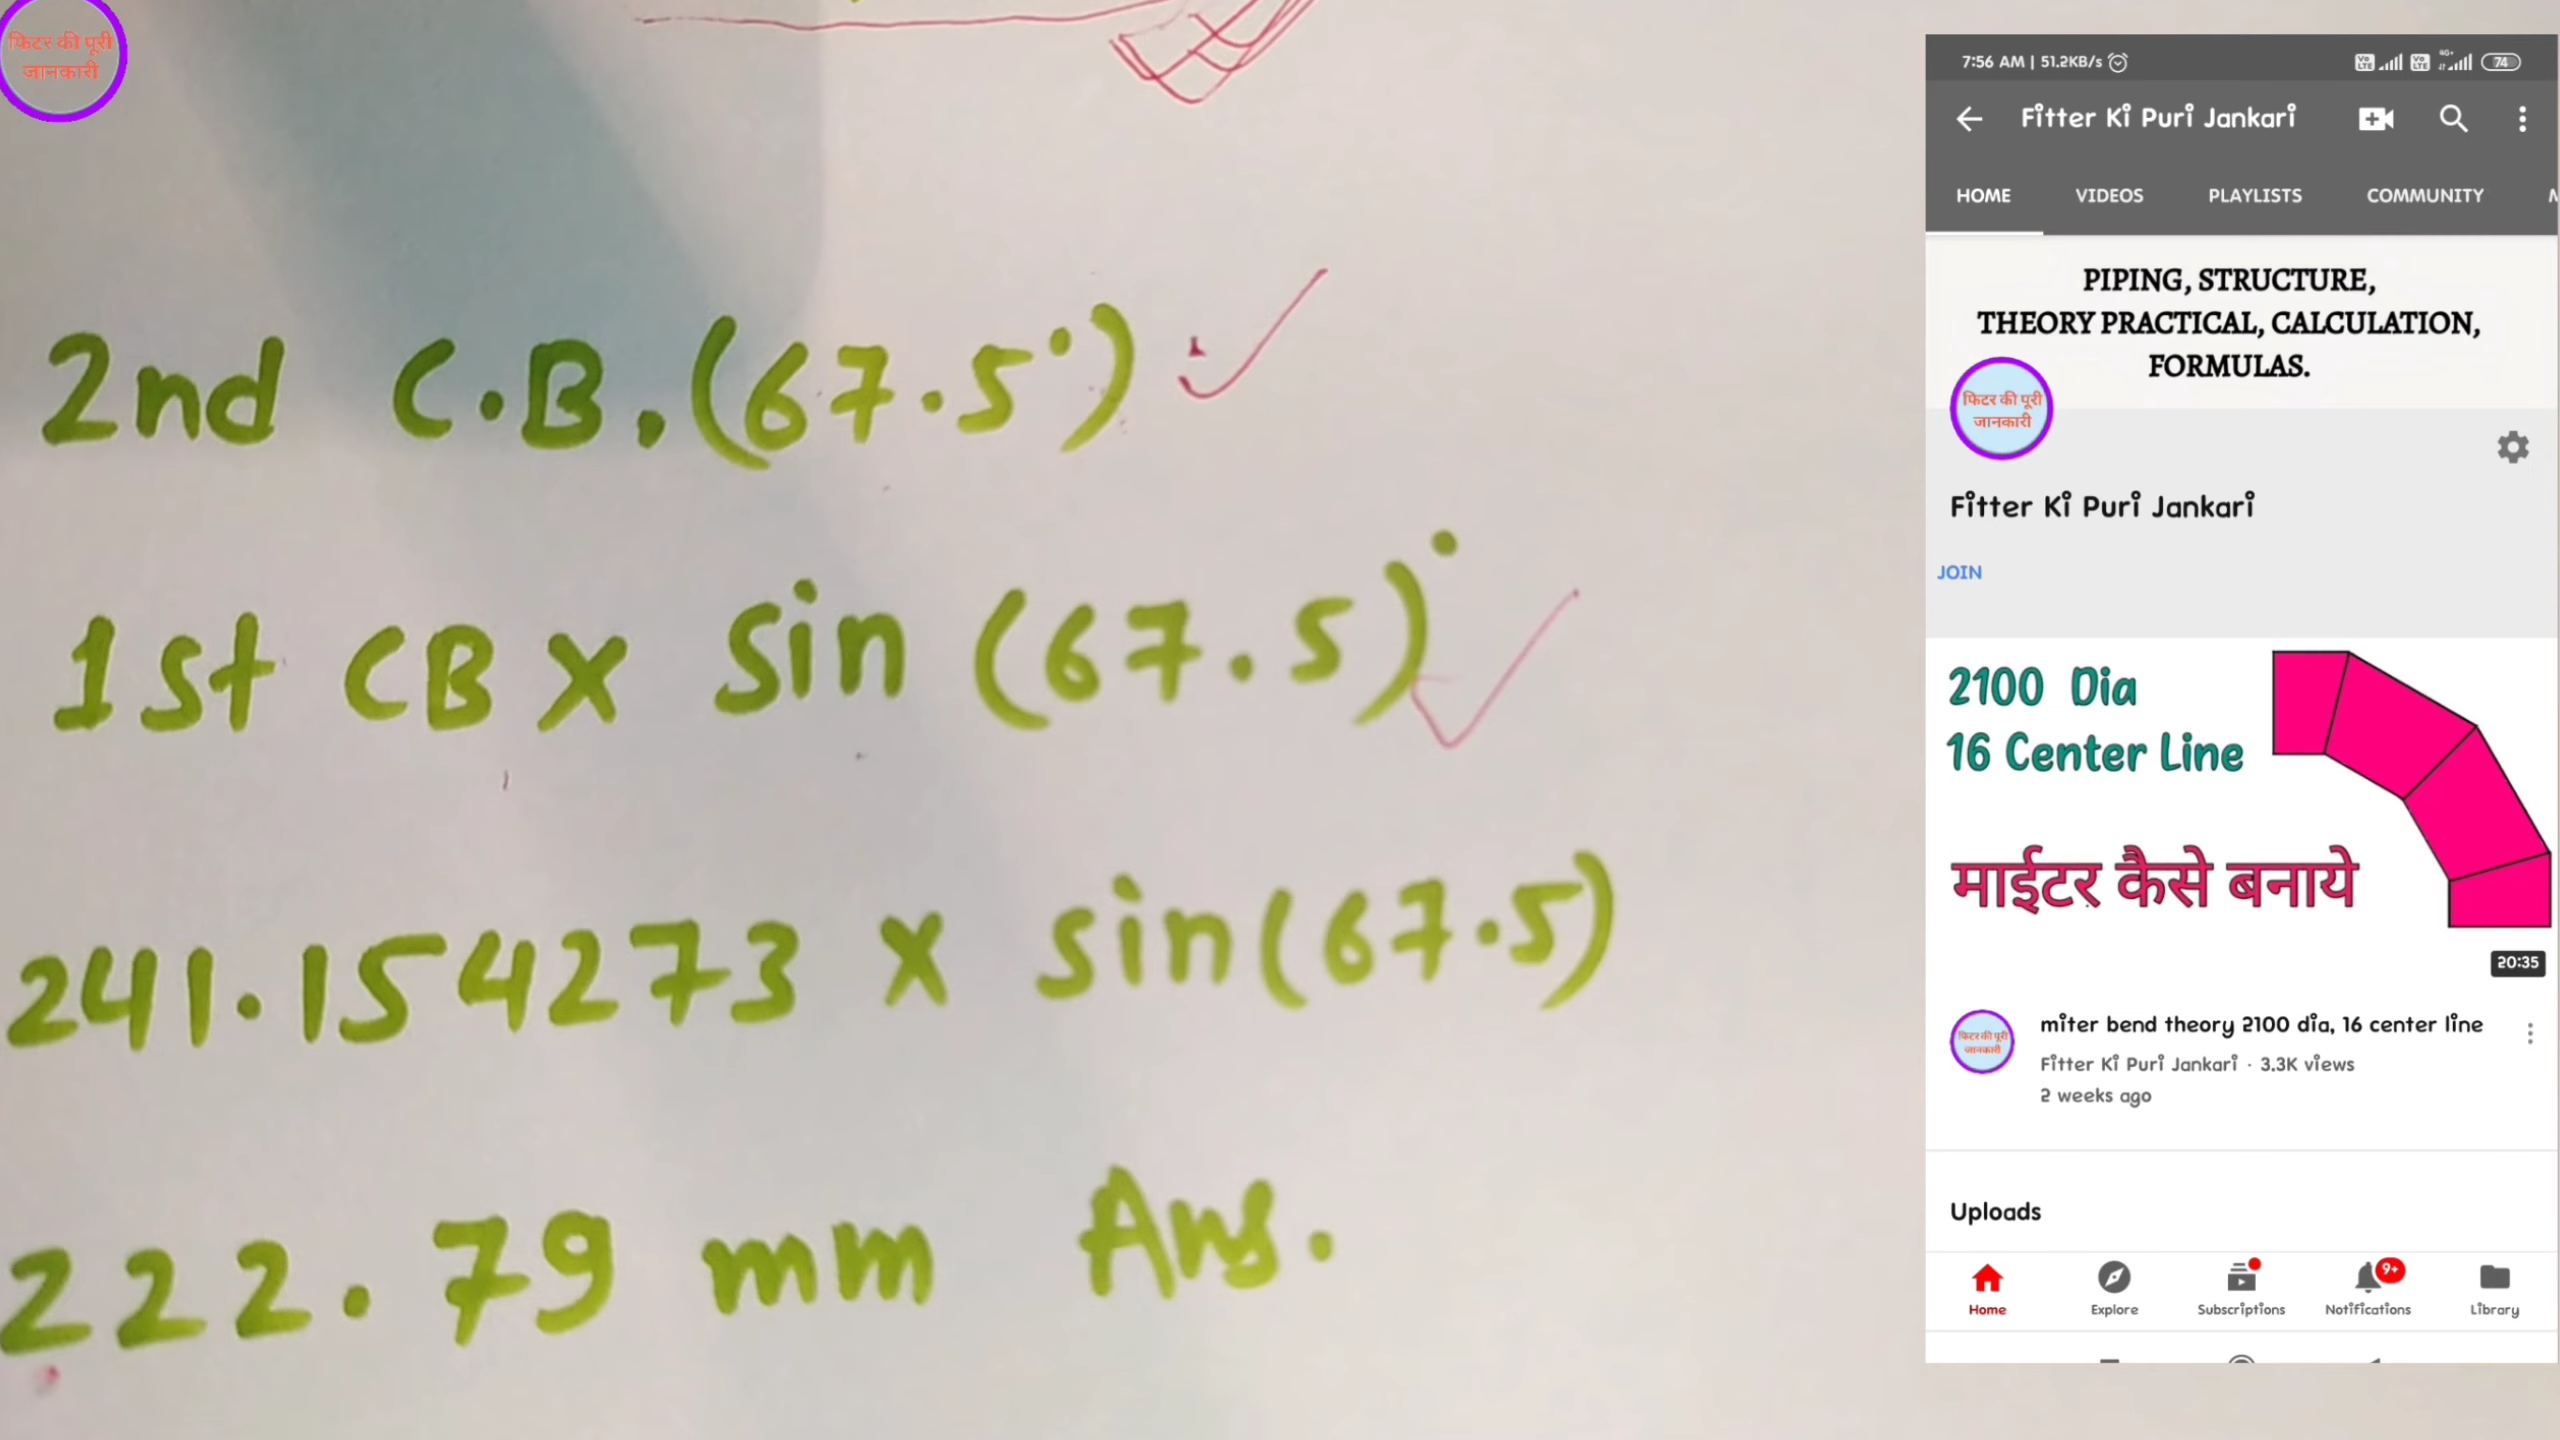 फिटर की पूरी
जानकारी
2nd C.B.(67.5°)
1st CB x Sin (67.5)°
241.154273 x sin(67.5)
222.79 mm Ans.
7:56 AM | 51.2KB/s
74
Fitter Ki Puri Jankari
HOME VIDEOS PLAYLISTS COMMUNITY
PIPING, STRUCTURE,
THEORY PRACTICAL, CALCULATION,
FORMULAS.
फिटर की पूरी
जानकारी
Fitter Ki Puri Jankari
JOIN
2100 Dia
16 Center Line
माईटर कैसे बनाये
20:35
फिटर की पूरी
जानकारी
miter bend theory 2100 dia, 16 center line
Fitter Ki Puri Jankari · 3.3K views
2 weeks ago
Uploads
9+
Home Explore Subscriptions Notifications Library